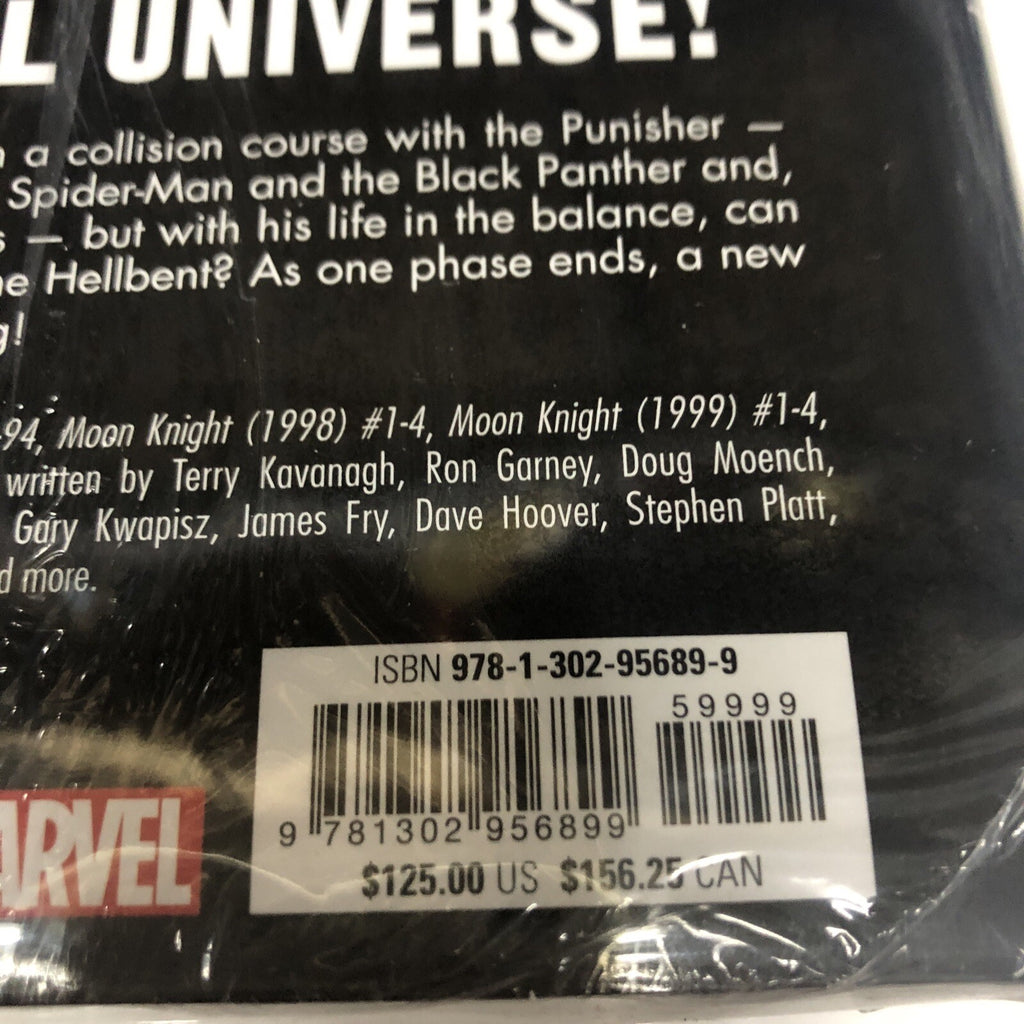 L UNIVERSE!
a collision course with the Punisher —
Spider-Man and the Black Panther and,
— but with his life in the balance, can
Hellbent? As one phase ends, a new
g!
94, Moon Knight (1998) #1-4, Moon Knight (1999) #1-4,
written by Terry Kavanagh, Ron Garney, Doug Moench,
Gary Kwapisz, James Fry, Dave Hoover, Stephen Platt,
d more.
ISBN 978-1-302-95689-9
59999
9 781302 956899
$125.00 US $156.25 CAN
ARVEL